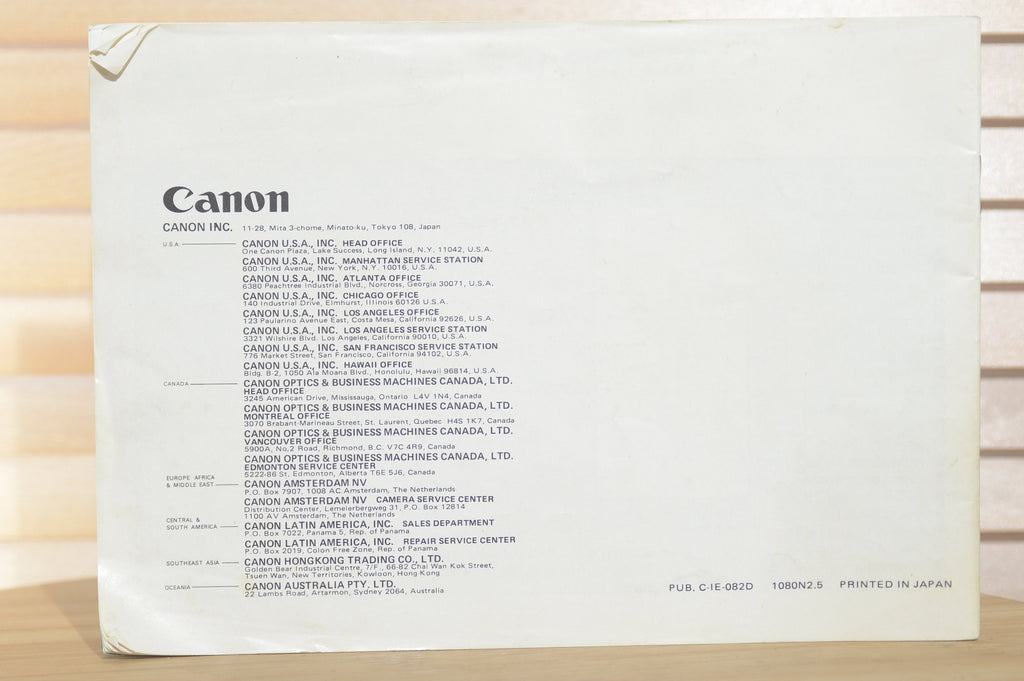 Canon
CANON INC. 11-28, Mita 3-chome, Minato-ku, Tokyo 108, Japan
U.S.A. CANON U.S.A., INC. HEAD OFFICE
One Canon Plaza, Lake Success, Long Island, N.Y. 11042, U.S.A.
CANON U.S.A., INC. MANHATTAN SERVICE STATION
600 Third Avenue, New York, N.Y. 10016, U.S.A.
CANON U.S.A., INC. ATLANTA OFFICE
6380 Peachtree Industrial Blvd., Norcross, Georgia 30071, U.S.A.
CANON U.S.A., INC. CHICAGO OFFICE
140 Industrial Drive, Elmhurst, Illinois 60126 U.S.A.
CANON U.S.A., INC. LOS ANGELES OFFICE
123 Paularino Avenue East, Costa Mesa, California 92626, U.S.A.
CANON U.S.A., INC. LOS ANGELES SERVICE STATION
3321 Wilshire Blvd. Los Angeles, California 90010, U.S.A.
CANON U.S.A., INC. SAN FRANCISCO SERVICE STATION
776 Market Street, San Francisco, California 94102, U.S.A.
CANON U.S.A., INC. HAWAII OFFICE
Bldg. B-2, 1050 Ala Moana Blvd., Honolulu, Hawaii 96814, U.S.A.
CANADA CANON OPTICS & BUSINESS MACHINES CANADA, LTD.
HEAD OFFICE
3245 American Drive, Mississauga, Ontario L4V 1N4, Canada
CANON OPTICS & BUSINESS MACHINES CANADA, LTD.
MONTREAL OFFICE
3070 Brabant-Marineau Street, St. Laurent, Quebec H4S 1K7, Canada
CANON OPTICS & BUSINESS MACHINES CANADA, LTD.
VANCOUVER OFFICE
5900A, No.2 Road, Richmond, B.C. V7C 4R9, Canada
CANON OPTICS & BUSINESS MACHINES CANADA, LTD.
EDMONTON SERVICE CENTER
5222-86 St. Edmonton, Alberta T6E 5J6, Canada
EUROPE AFRICA
& MIDDLE EAST CANON AMSTERDAM NV
P.O. Box 7907, 1008 AC Amsterdam, The Netherlands
CANON AMSTERDAM NV CAMERA SERVICE CENTER
Distribution Center, Lemelerbergweg 31, P.O. Box 12814
1100 AV Amsterdam, The Netherlands
CENTRAL &
SOUTH AMERICA CANON LATIN AMERICA, INC. SALES DEPARTMENT
P.O. Box 7022, Panama 5, Rep. of Panama
CANON LATIN AMERICA, INC. REPAIR SERVICE CENTER
P.O. Box 2019, Colon Free Zone, Rep. of Panama
SOUTHEAST ASIA CANON HONGKONG TRADING CO., LTD.
Golden Bear Industrial Centre, 7/F., 66-82 Chai Wan Kok Street,
Tsuen Wan, New Territories, Kowloon, Hong Kong
OCEANIA CANON AUSTRALIA PTY. LTD.
22 Lambs Road, Artarmon, Sydney 2064, Australia
PUB. C-IE-082D 1080N2.5 PRINTED IN JAPAN